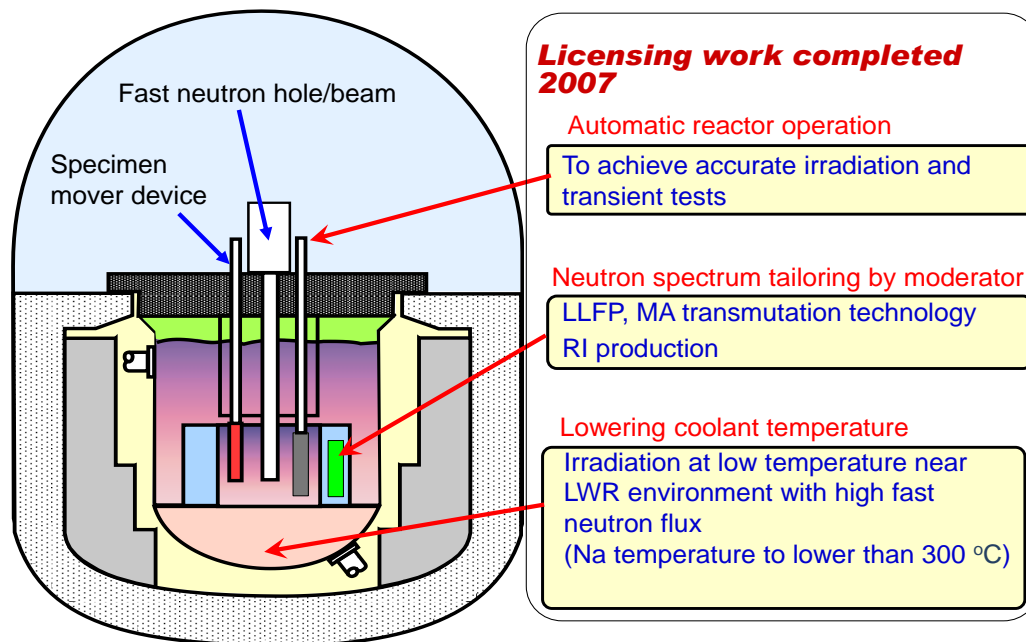 Fast neutron hole/beam
Specimen
mover device
Licensing work completed
2007
Automatic reactor operation
To achieve accurate irradiation and
transient tests
Neutron spectrum tailoring by moderator
LLFP, MA transmutation technology
RI production
Lowering coolant temperature
Irradiation at low temperature near
LWR environment with high fast
neutron flux
(Na temperature to lower than 300 ºC)